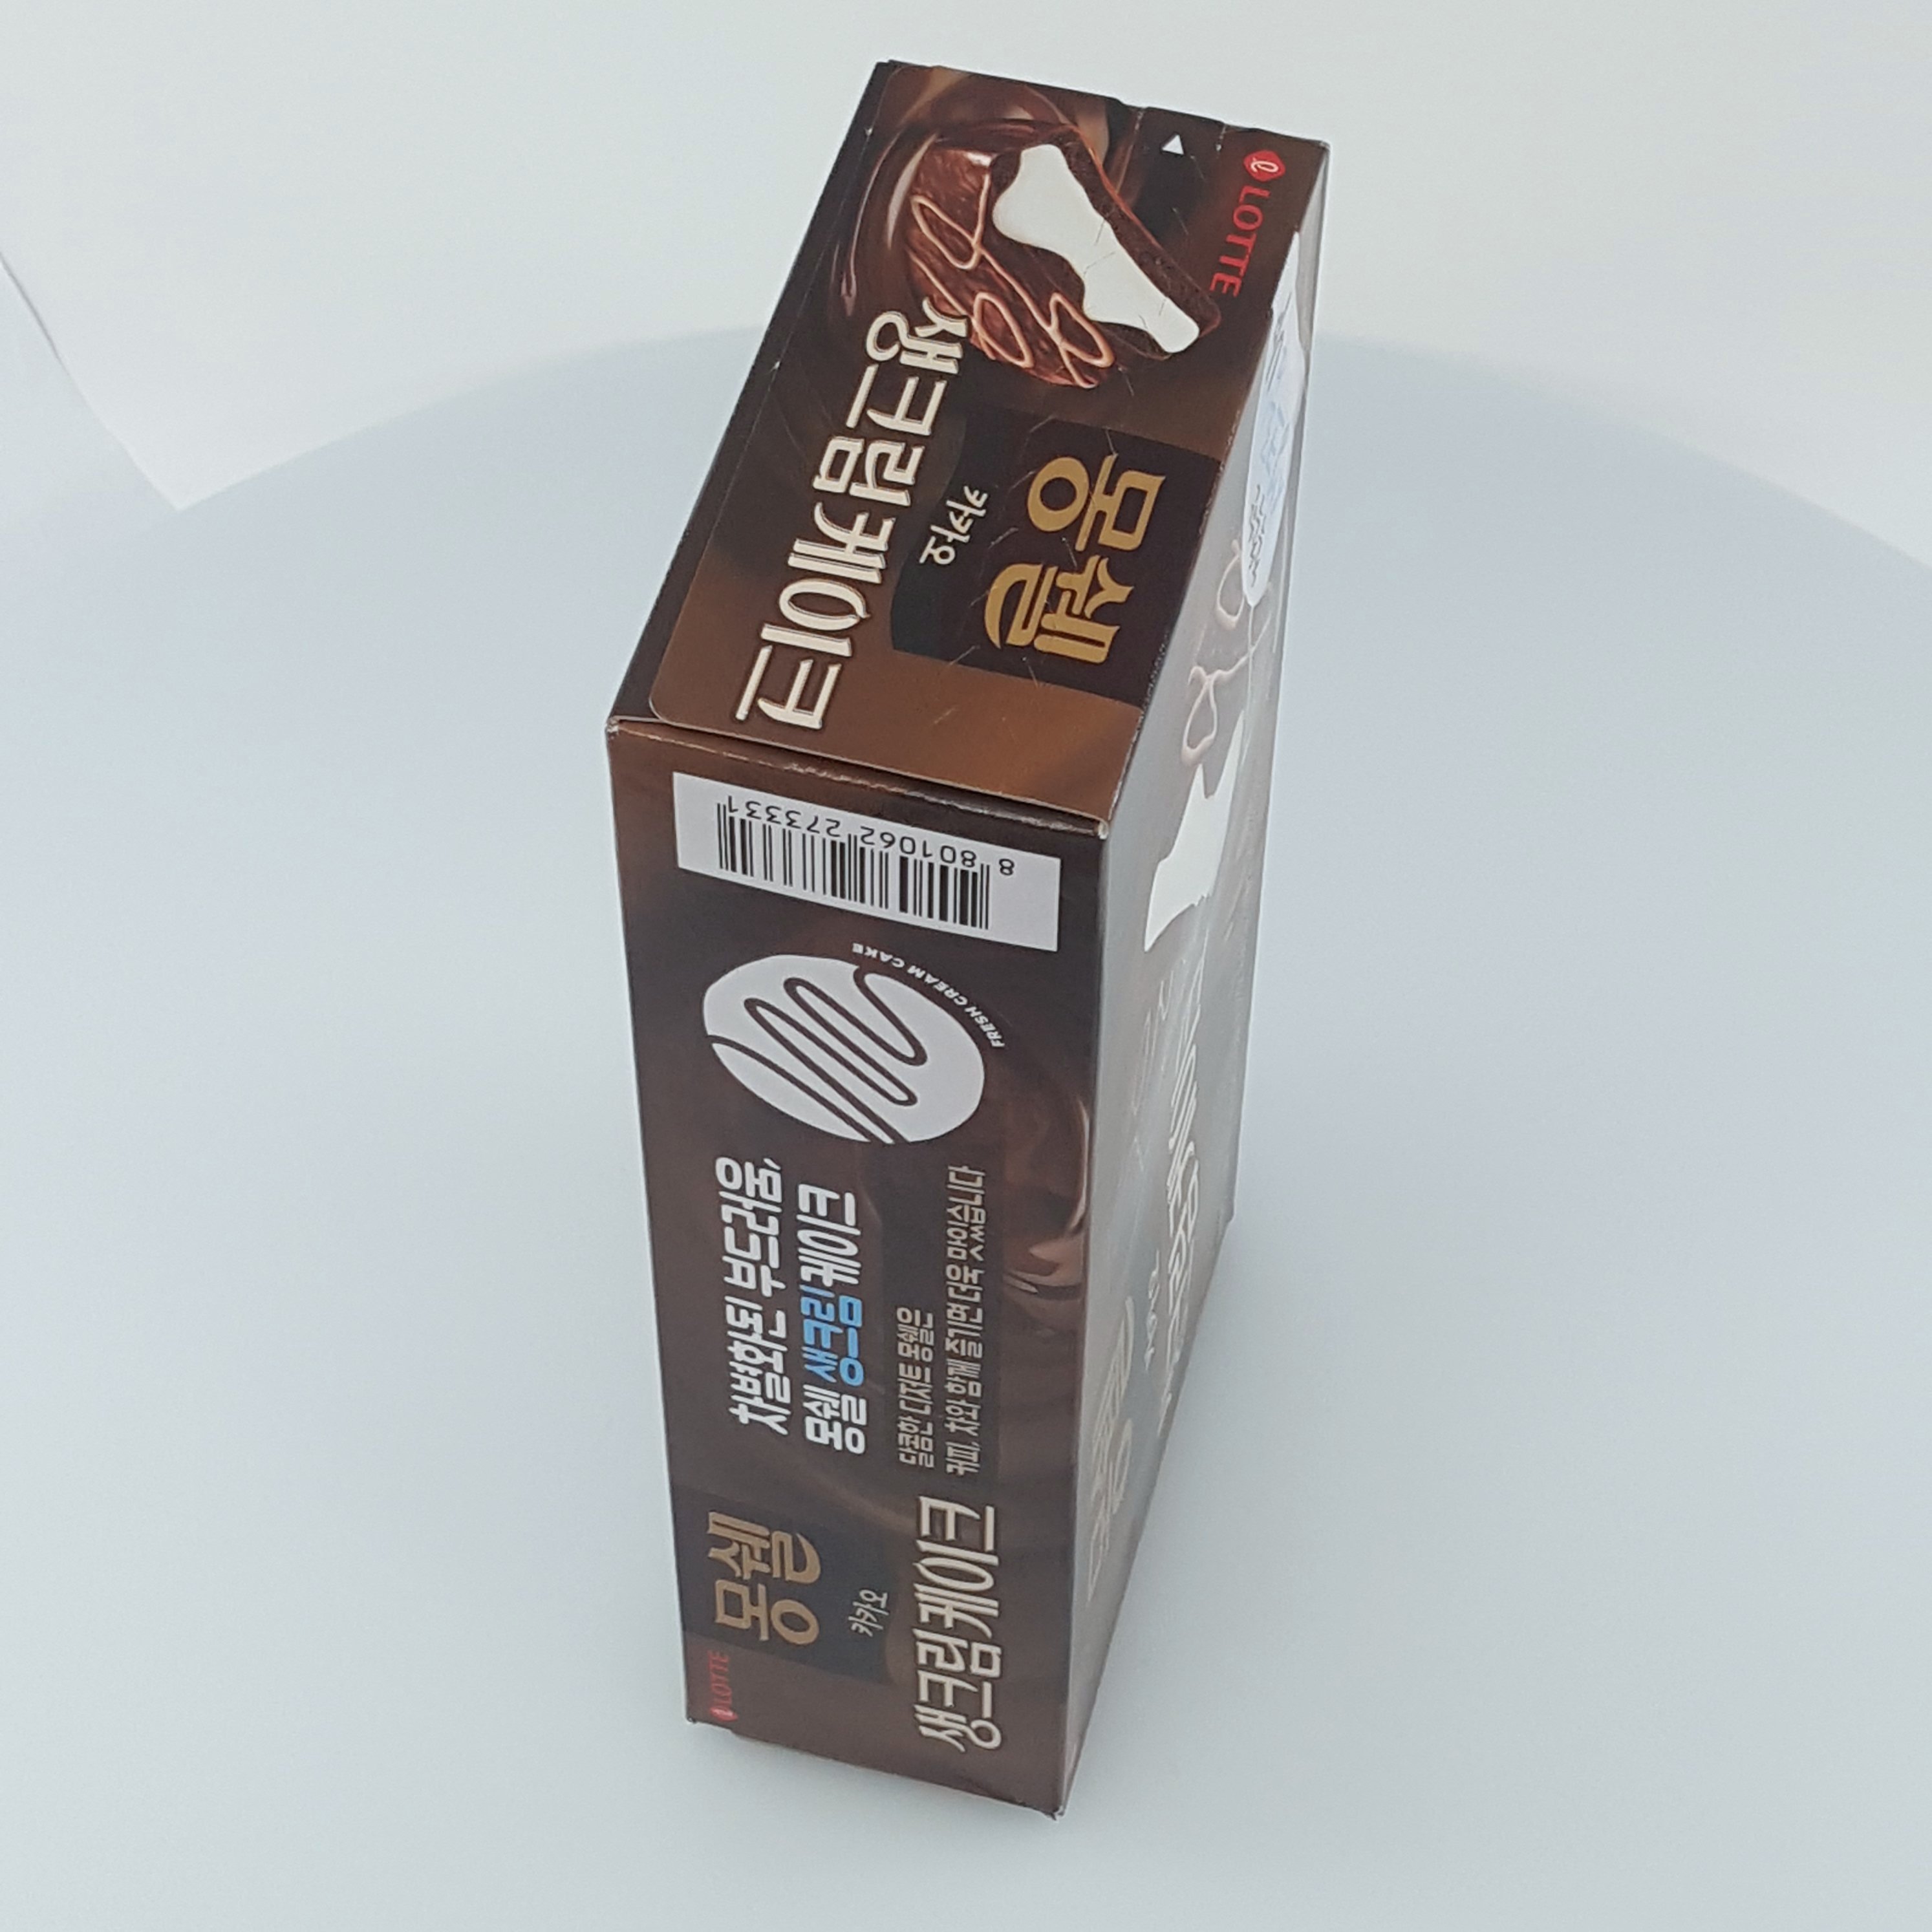 LOTTE
몽쉘
카카오
생크림케이크
8 801062 273331
FRESH CREAM CAKE
차별화된 부드러움,
몽쉘 생크림케이크
달콤한 디저트 몽쉘은
커피, 차와 함께 즐기면 더욱 맛있습니다
LOTTE
몽쉘
카카오
생크림케이크